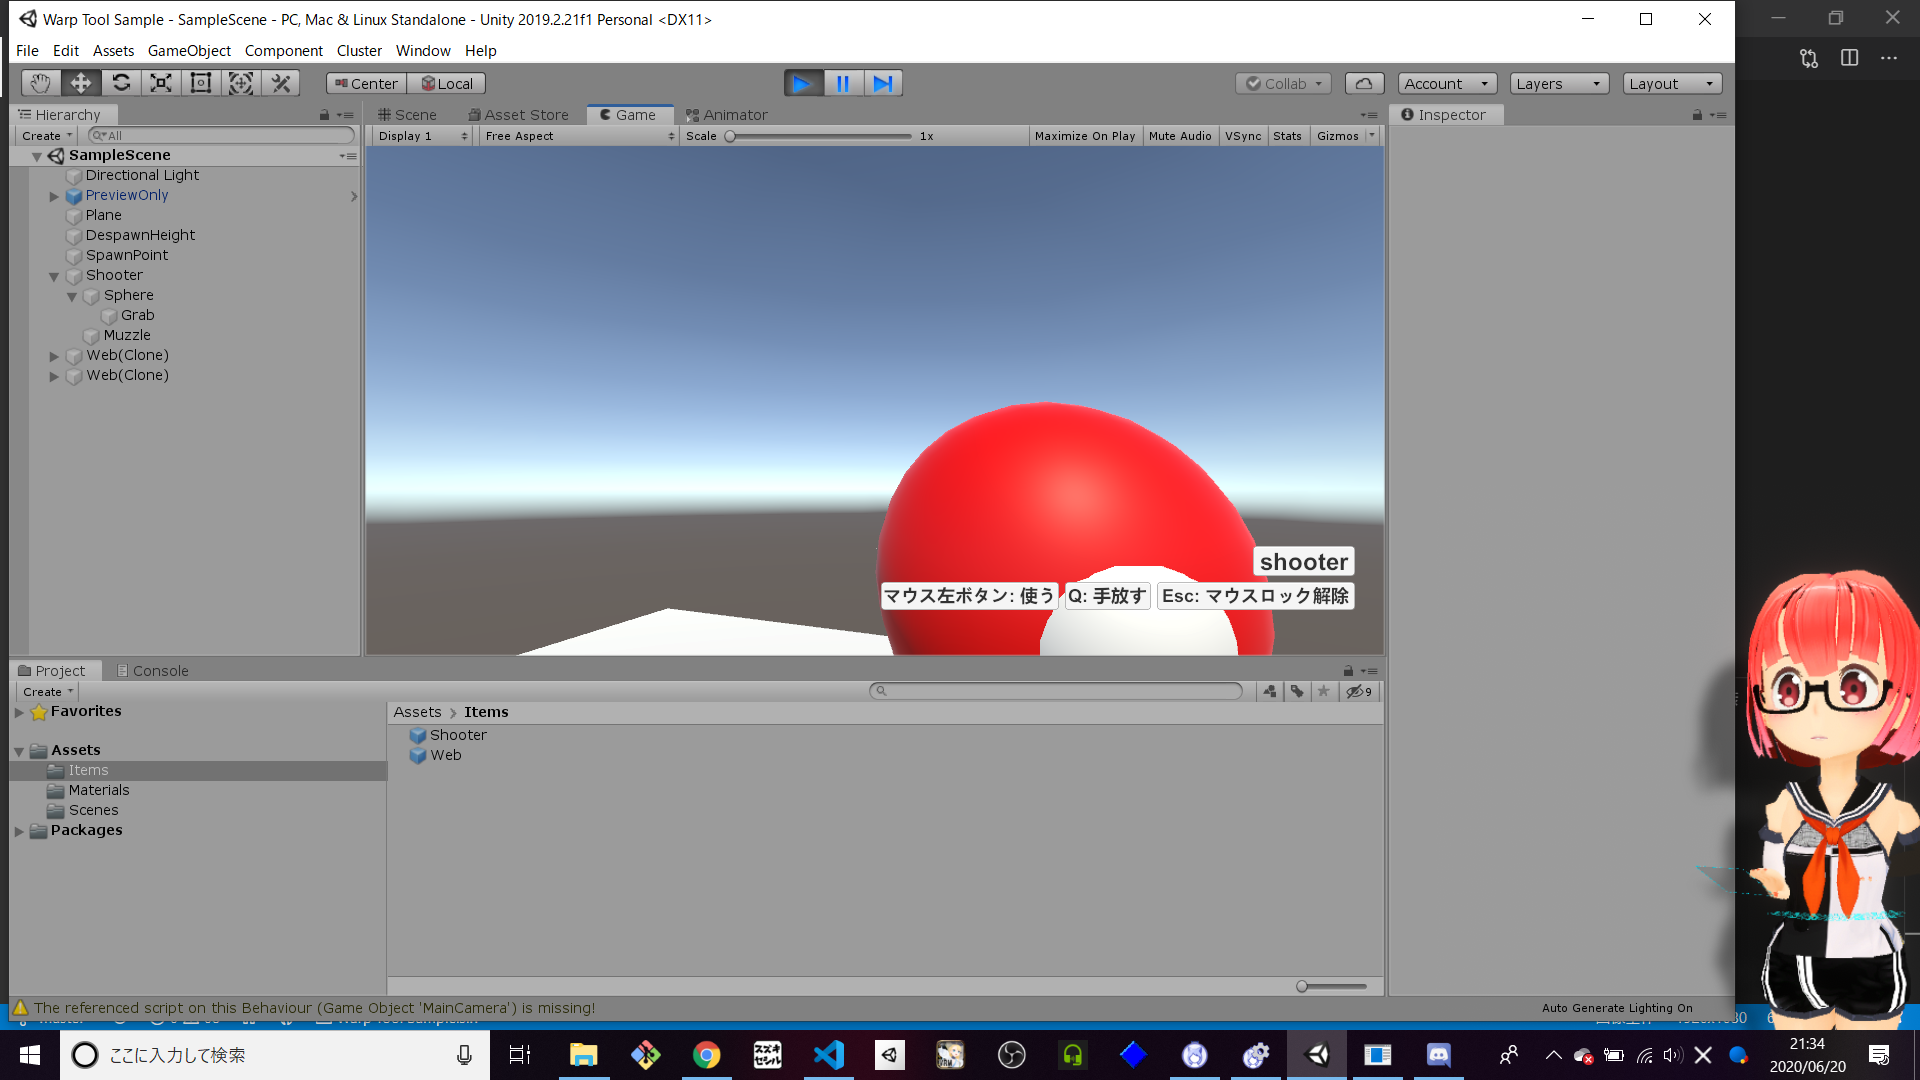 Warp Tool Sample - SampleScene - PC, Mac & Linux Standalone - Unity 2019.2.21f1 Personal <DX11>
File Edit Assets GameObject Component Cluster Window Help
Center Local Collab Account Layers Layout
Hierarchy
Create All
SampleScene
Directional Light
PreviewOnly
Plane
DespawnHeight
SpawnPoint
Shooter
Sphere
Grab
Muzzle
Web(Clone)
Web(Clone)
Scene Asset Store Game Animator
Display 1 Free Aspect Scale 1x Maximize On Play Mute Audio VSync Stats Gizmos
shooter
マウス左ボタン: 使う Q: 手放す Esc: マウスロック解除
Inspector
Project Console
Create 9
Favorites
Assets
Items
Materials
Scenes
Packages
Assets > Items
Shooter
Web
The referenced script on this Behaviour (Game Object 'MainCamera') is missing!
Auto Generate Lighting On
ここに入力して検索
スズキ
セシル
21:34
2020/06/20